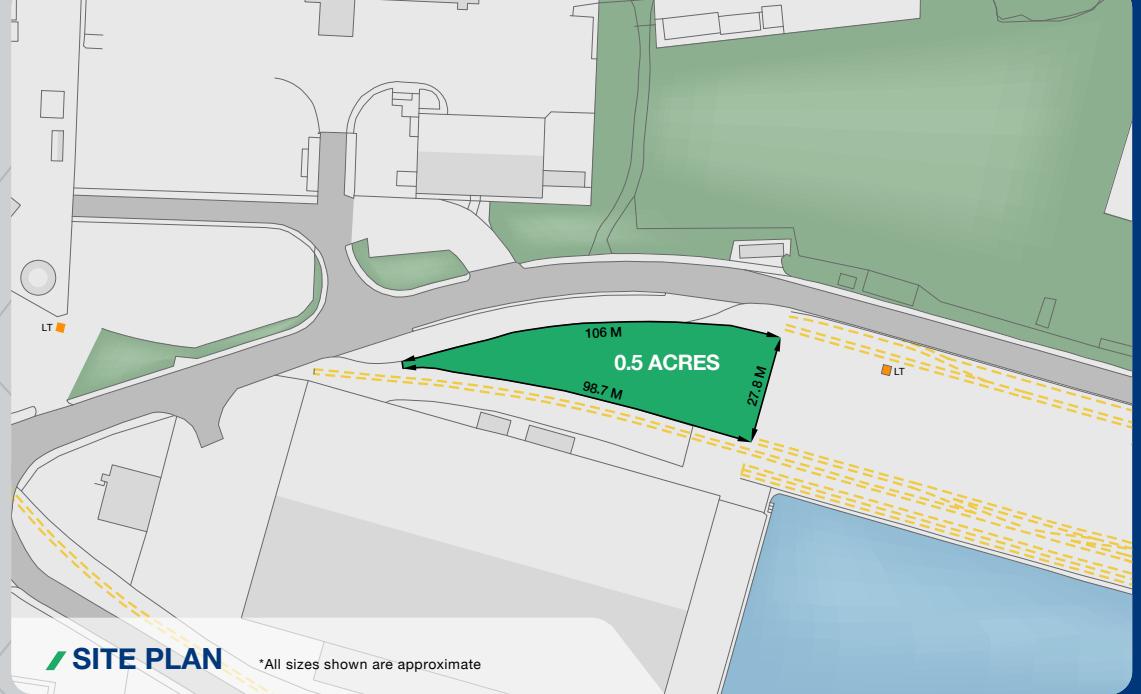 LT
106 M
0.5 ACRES
LT
98.7 M
27.8 M
SITE PLAN
*All sizes shown are approximate